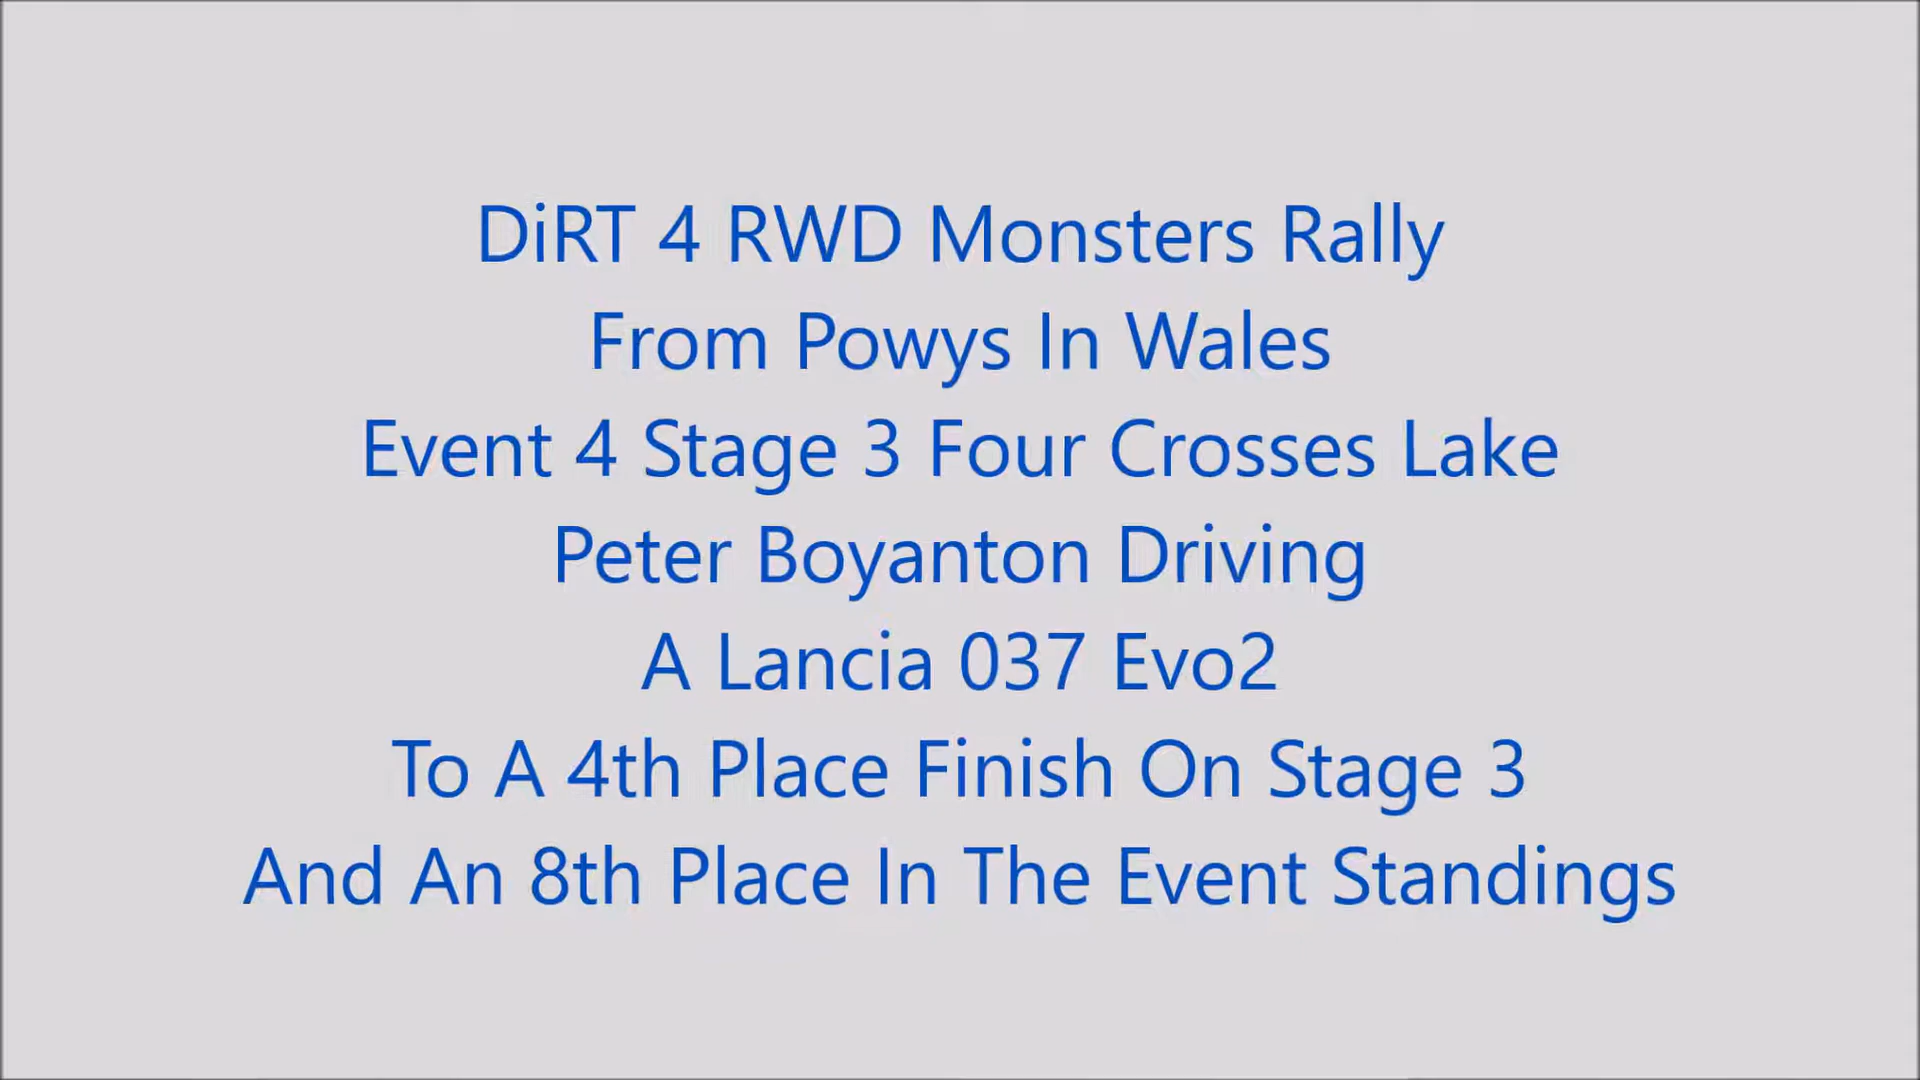 DiRT 4 RWD Monsters Rally
From Powys In Wales
Event 4 Stage 3 Four Crosses Lake
Peter Boyanton Driving
A Lancia 037 Evo2
To A 4th Place Finish On Stage 3
And An 8th Place In The Event Standings